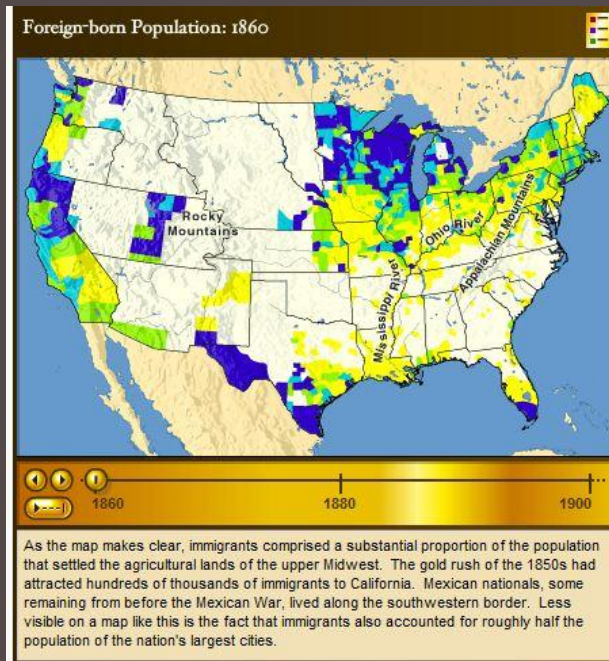 Foreign-born Population: 1860
Rocky
Mountains
Ohio River
Appalachian Mountains
Mississippi River
1860
1880
1900
As the map makes clear, immigrants comprised a substantial proportion of the population
that settled the agricultural lands of the upper Midwest. The gold rush of the 1850s had
attracted hundreds of thousands of immigrants to California. Mexican nationals, some
remaining from before the Mexican War, lived along the southwestern border. Less
visible on a map like this is the fact that immigrants also accounted for roughly half the
population of the nation's largest cities.